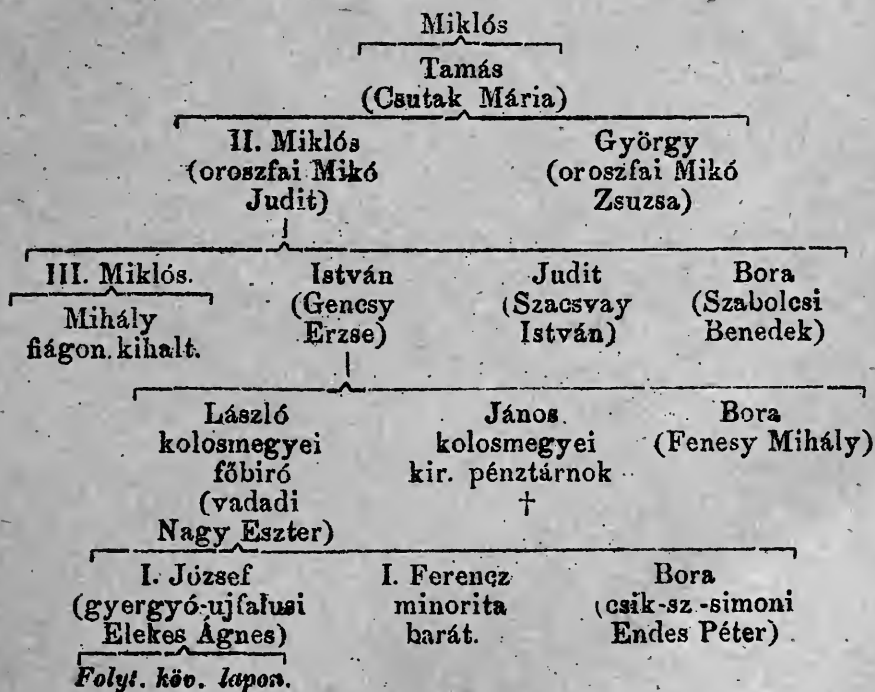 Miklós
Tamás
(Csutak Mária)
II. Miklós György
(oroszfai Mikó (oroszfai Mikó
Judit) Zsuzsa)
III. Miklós. István Judit Bora
Mihály (Gencsy (Szacsvay (Szabolcsi
fiágon kihalt. Erzse) István) Benedek)
László János Bora
kolosmegyei kolosmegyei (Fenesy Mihály)
főbiró kir. pénztárnok
(vadadi †
Nagy Eszter)
I. József I. Ferencz Bora
(gyergyó-ujfalusi minorita (csik-sz.-simoni
Elekes Ágnes) barát. Endes Péter)
Folyt. köv. lapon.